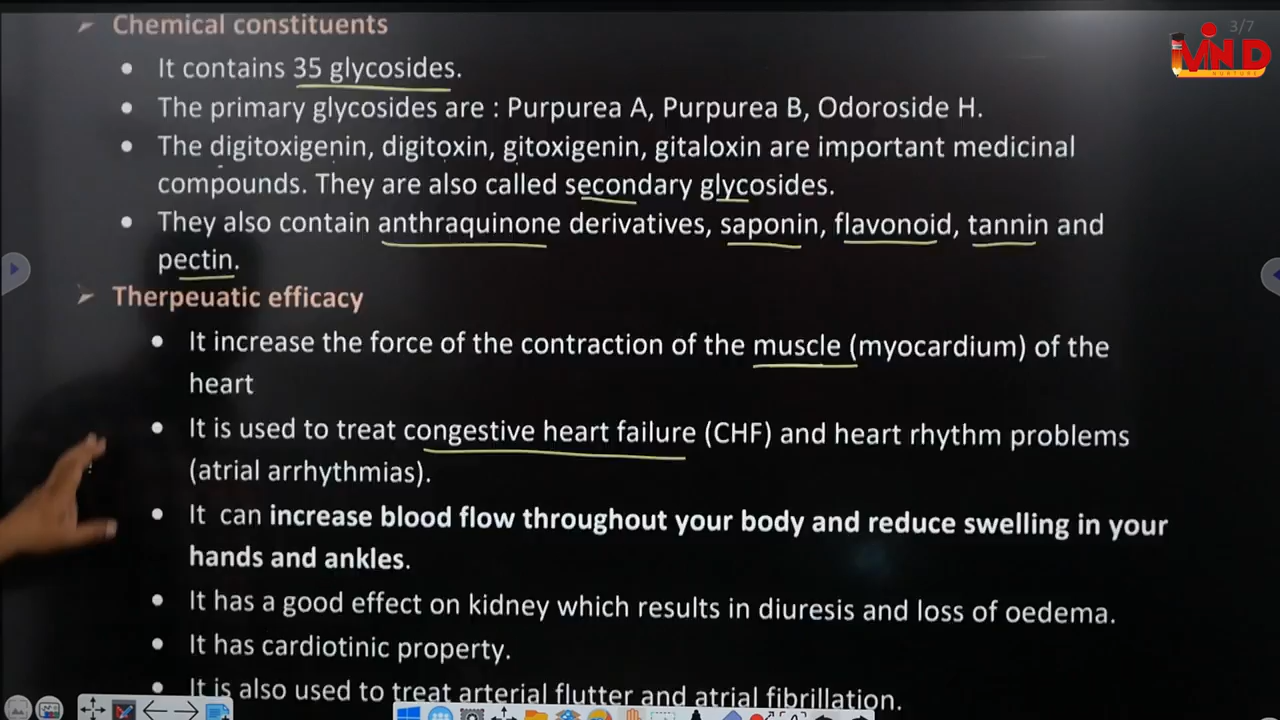 Chemical constituents
3/7
MIND
NURTURE
It contains 35 glycosides.
The primary glycosides are : Purpurea A, Purpurea B, Odoroside H.
The digitoxigenin, digitoxin, gitoxigenin, gitaloxin are important medicinal
compounds. They are also called secondary glycosides.
They also contain anthraquinone derivatives, saponin, flavonoid, tannin and
pectin.
Therpeuatic efficacy
It increase the force of the contraction of the muscle (myocardium) of the
heart
It is used to treat congestive heart failure (CHF) and heart rhythm problems
(atrial arrhythmias).
It can increase blood flow throughout your body and reduce swelling in your
hands and ankles.
It has a good effect on kidney which results in diuresis and loss of oedema.
It has cardiotinic property.
It is also used to treat arterial flutter and atrial fibrillation.